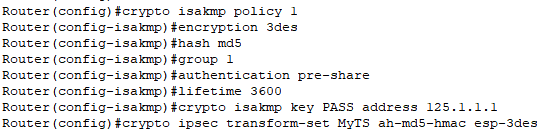 Router(config)#crypto isakmp policy 1
Router(config-isakmp)#encryption 3des
Router(config-isakmp)#hash md5
Router(config-isakmp)#group 1
Router(config-isakmp)#authentication pre-share
Router(config-isakmp)#lifetime 3600
Router(config-isakmp)#crypto isakmp key PASS address 125.1.1.1
Router(config)#crypto ipsec transform-set MyTS ah-md5-hmac esp-3des